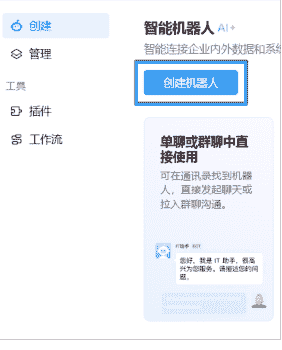 创建
管理
工具
插件
工作流
智能机器人 AI+
智能连接企业内外数据和系
创建机器人
单聊或群聊中直
接使用
可在通讯录找到机器
人，直接发起聊天或
拉入群聊沟通。
IT助手 BOT
您好，我是 IT 助手，很高
兴为您服务。请描述您的问
题。